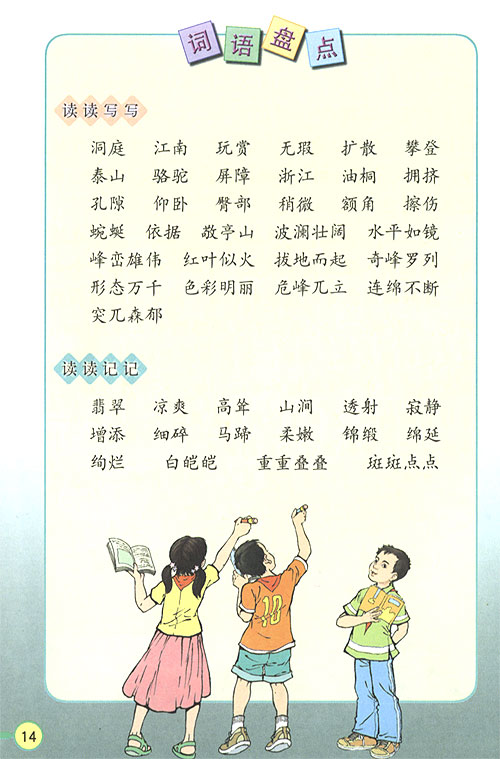 词语盘点
读读写写
洞庭 江南 玩赏 无瑕 扩散 攀登
泰山 骆驼 屏障 浙江 油桐 拥挤
孔隙 仰卧 臀部 稍微 额角 擦伤
蜿蜒 依据 敬亭山 波澜壮阔 水平如镜
峰峦雄伟 红叶似火 拔地而起 奇峰罗列
形态万千 色彩明丽 危峰兀立 连绵不断
突兀森郁
读读记记
翡翠 凉爽 高耸 山涧 透射 寂静
增添 细碎 马蹄 柔嫩 锦缎 绵延
绚烂 白皑皑 重重叠叠 斑斑点点
10
14